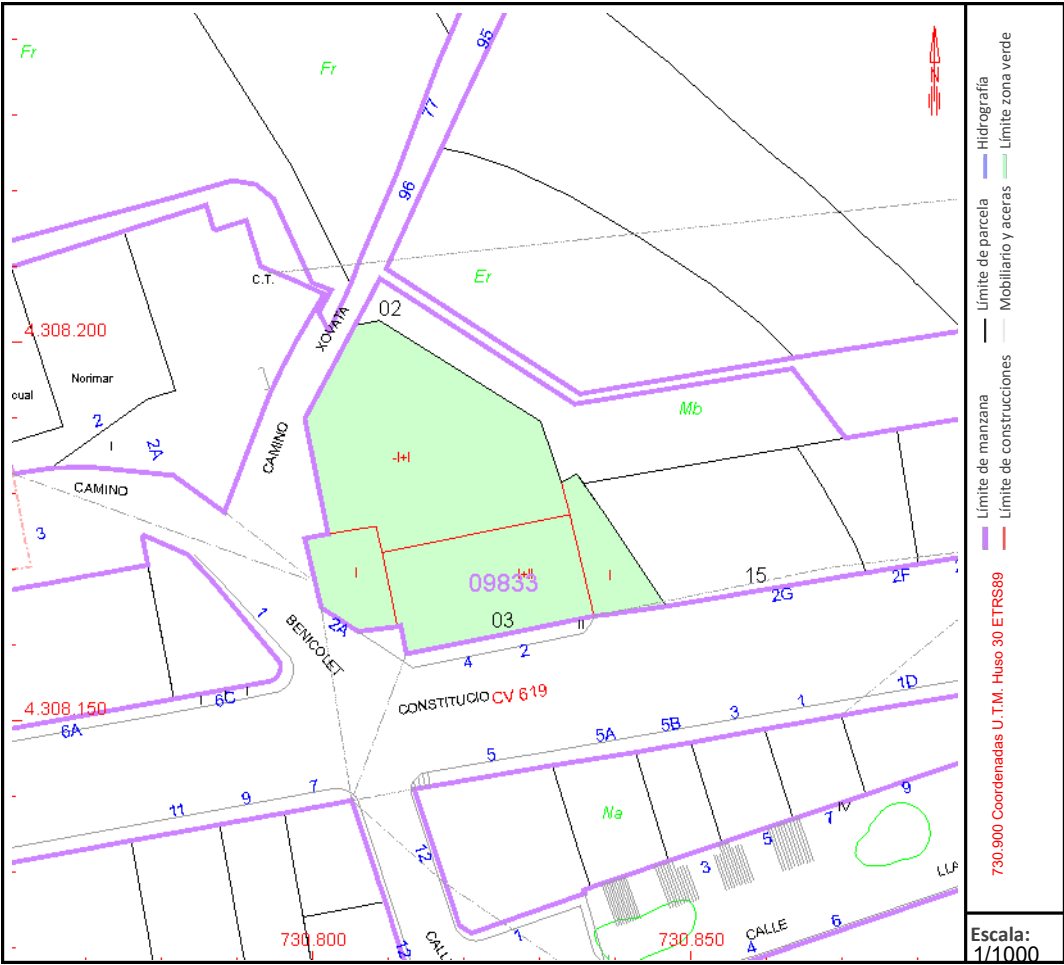 Fr
Fr
95
77
96
N
C.T.
Er
02
XOVATA
4.308.200
Norimar
cual
2
I
2A
CAMINO
CAMINO
Mb
-I+I
3
I
I+II
I
09833
03
15
2F
2G
II
2A
1
BENICOLET
4
2
CONSTITUCIO CV 619
6C
I
I
I
4.308.150
6A
1D
1
3
5B
5A
5
7
9
11
Na
9
IV
7
5
3
12
12
1
CALL
730.800
730.850
CALLE
4
6
LLA
Límite de manzana
Límite de parcela
Hidrografía
Límite de construcciones
Mobiliario y aceras
Límite zona verde
730.900 Coordenadas U.T.M. Huso 30 ETRS89
Escala:
1/1000